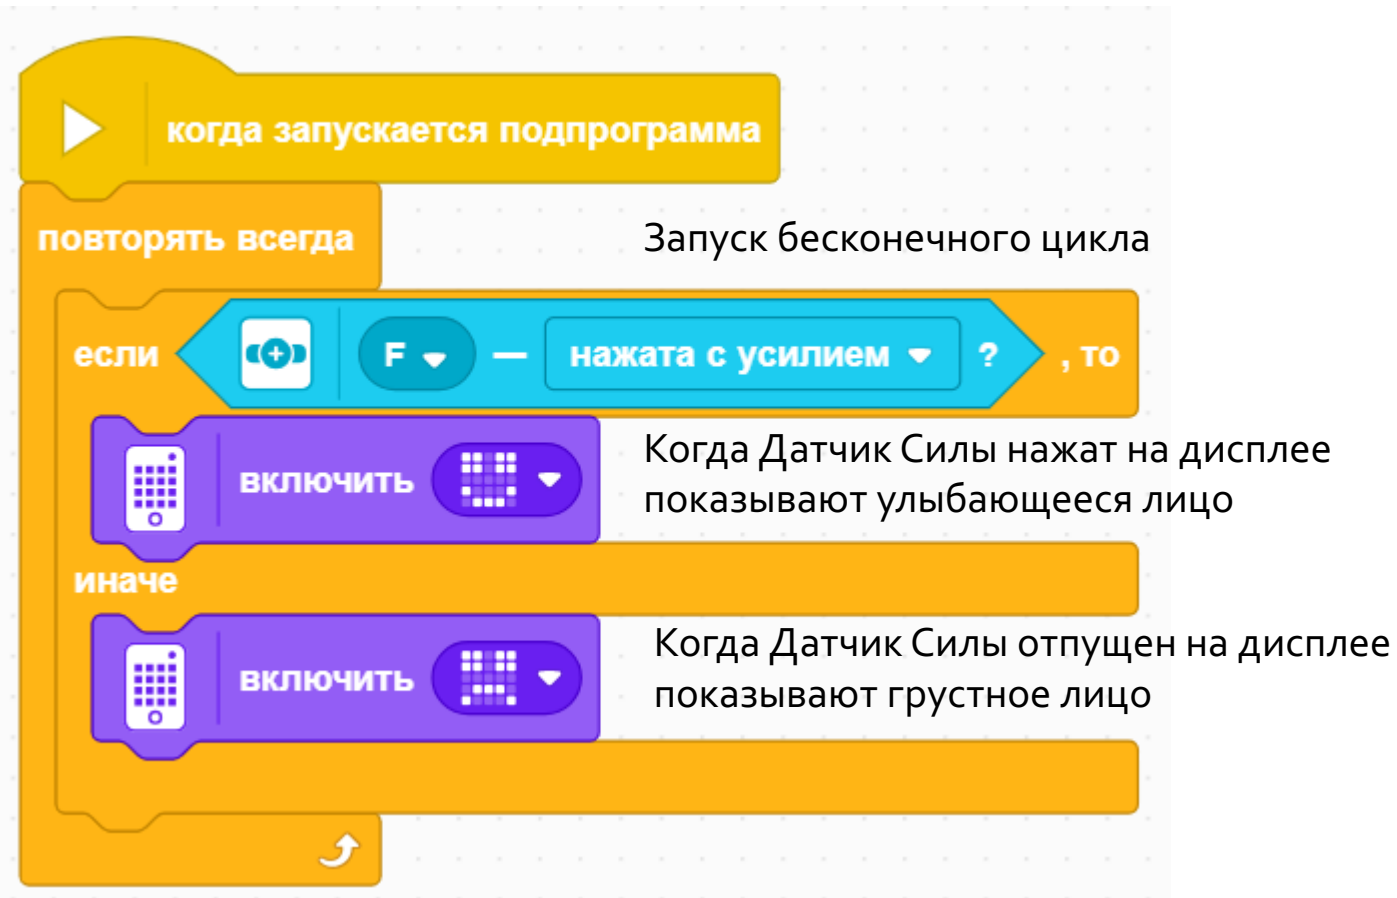 когда запускается подпрограмма
повторять всегда
Запуск бесконечного цикла
если F — нажата с усилием ? , то
включить
Когда Датчик Силы нажат на дисплее
показывают улыбающееся лицо
иначе
включить
Когда Датчик Силы отпущен на дисплее
показывают грустное лицо